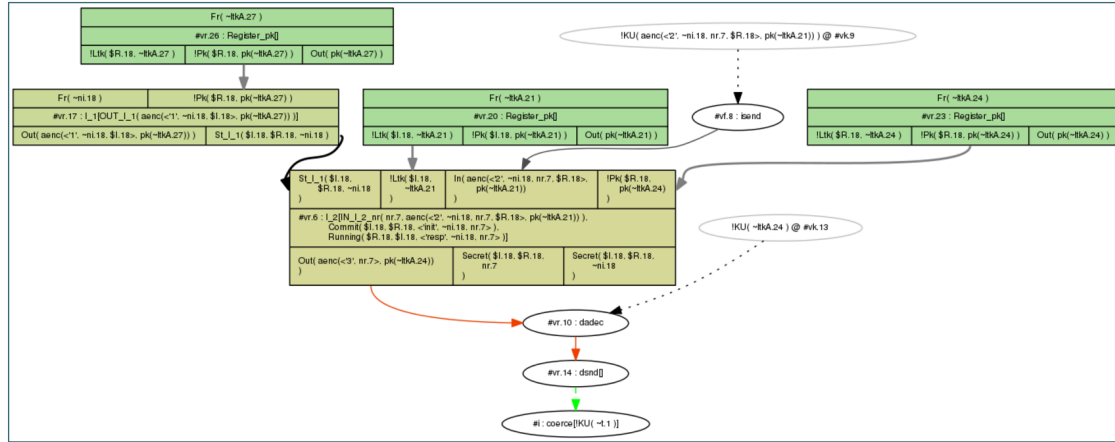 Fr( ~ltkA.27 )
#vr.26 : Register_pk[]
!Ltk( $R.18, ~ltkA.27 ) !Pk( $R.18, pk(~ltkA.27) ) Out( pk(~ltkA.27) )
!KU( aenc(<'2', ~ni.18, nr.7, $R.18>, pk(~ltkA.21)) ) @ #vk.9
Fr( ~ni.18 ) !Pk( $R.18, pk(~ltkA.27) )
#vr.17 : I_1[OUT_I_1( aenc(<'1', ~ni.18, $I.18>, pk(~ltkA.27)) )]
Out( aenc(<'1', ~ni.18, $I.18>, pk(~ltkA.27)) ) St_I_1( $I.18, $R.18, ~ni.18 )
Fr( ~ltkA.21 )
#vr.20 : Register_pk[]
!Ltk( $I.18, ~ltkA.21 ) !Pk( $I.18, pk(~ltkA.21) ) Out( pk(~ltkA.21) )
#vf.8 : isend
Fr( ~ltkA.24 )
#vr.23 : Register_pk[]
!Ltk( $R.18, ~ltkA.24 ) !Pk( $R.18, pk(~ltkA.24) ) Out( pk(~ltkA.24) )
St_I_1( $I.18,
$R.18, ~ni.18
)
!Ltk( $I.18,
~ltkA.21
)
In( aenc(<'2', ~ni.18, nr.7, $R.18>,
pk(~ltkA.21))
)
!Pk( $R.18,
pk(~ltkA.24)
)
#vr.6 : I_2[IN_I_2_nr( nr.7, aenc(<'2', ~ni.18, nr.7, $R.18>, pk(~ltkA.21)) ),
Commit( $I.18, $R.18, <'init', ~ni.18, nr.7> ),
Running( $R.18, $I.18, <'resp', ~ni.18, nr.7> )]
Out( aenc(<'3', nr.7>, pk(~ltkA.24))
)
Secret( $I.18, $R.18,
nr.7
)
Secret( $I.18, $R.18,
~ni.18
)
!KU( ~ltkA.24 ) @ #vk.13
#vr.10 : dadec
#vr.14 : dsnd[]
#i : coerce[!KU( ~t.1 )]